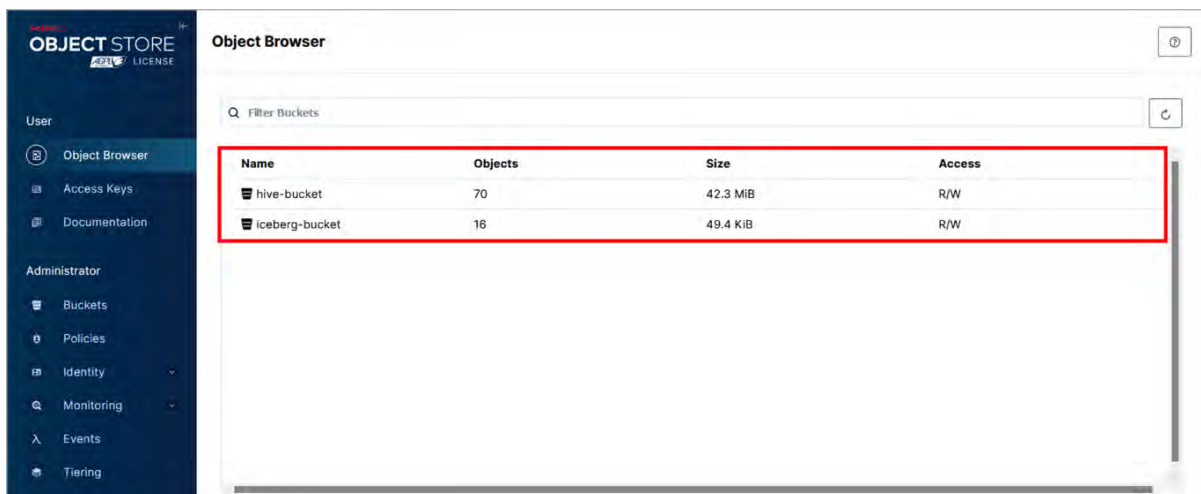 OBJECT STORE
AGPL LICENSE
User
Object Browser
Access Keys
Documentation
Administrator
Buckets
Policies
Identity
Monitoring
Events
Tiering
Object Browser
Filter Buckets
Name Objects Size Access
hive-bucket 70 42.3 MiB R/W
iceberg-bucket 16 49.4 KiB R/W